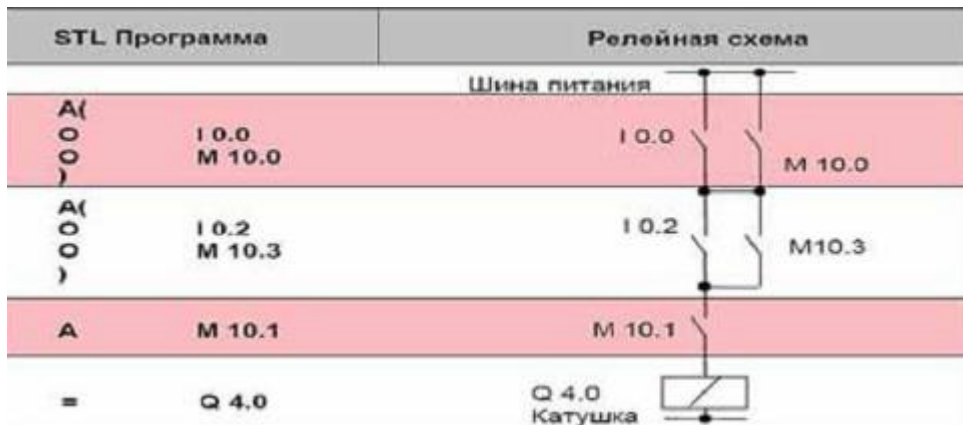 STL Программа Релейная схема
Шина питания
A(
O I 0.0
O M 10.0
)
I 0.0
M 10.0
A(
O I 0.2
O M 10.3
)
I 0.2
M10.3
A M 10.1
M 10.1
= Q 4.0
Q 4.0
Катушка